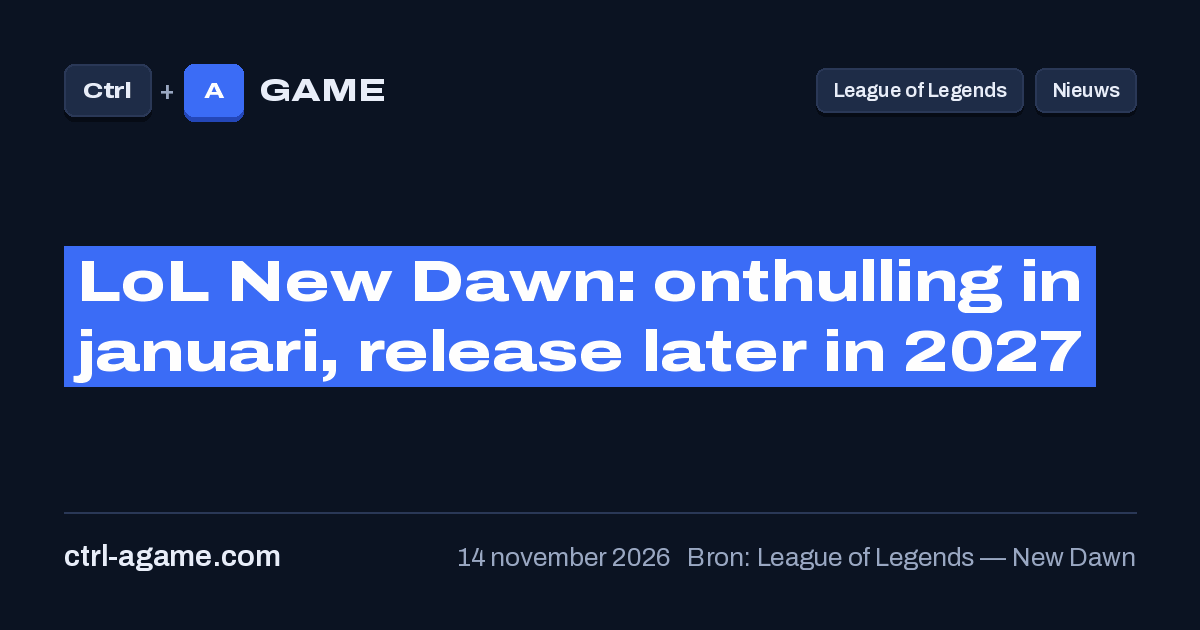 Ctrl + A GAME
League of Legends Nieuws
LoL New Dawn: onthulling in
januari, release later in 2027
ctrl-agame.com
14 november 2026 Bron: League of Legends — New Dawn